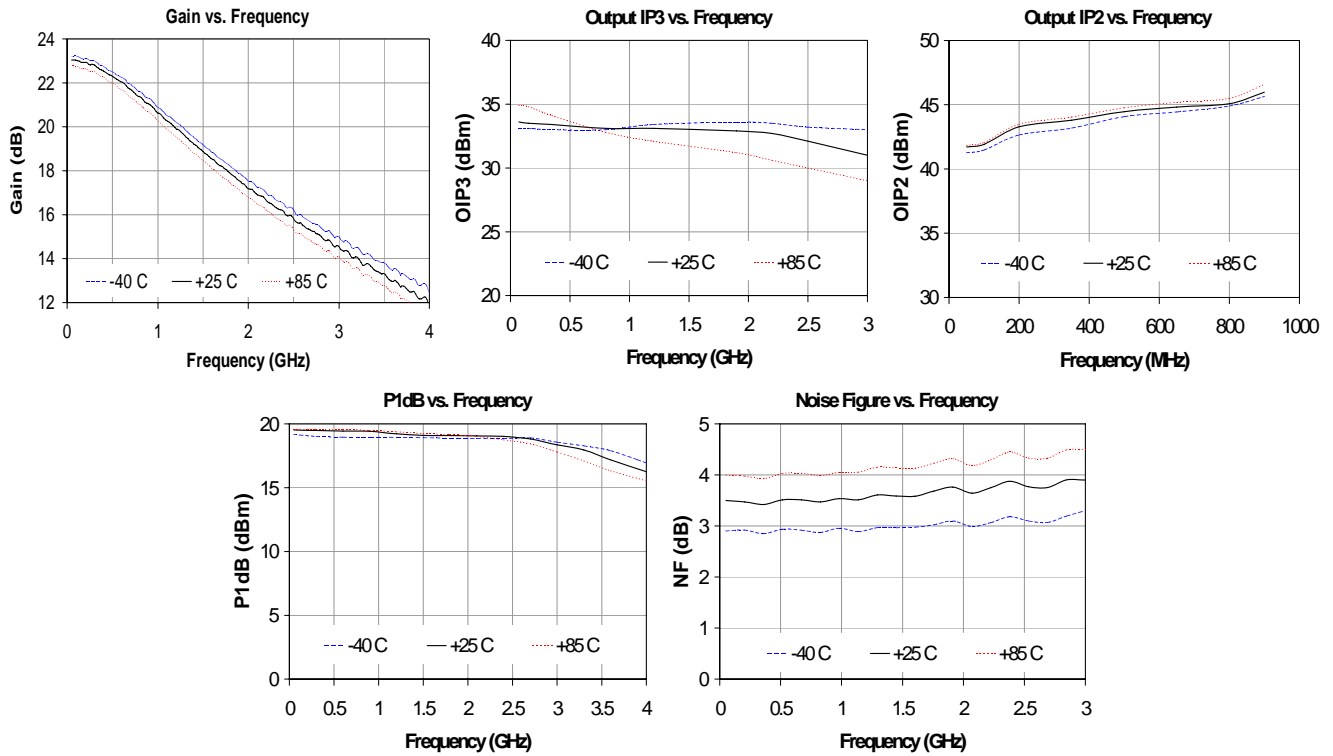 Gain vs. Frequency
24
22
20
18
16
14
12
Gain (dB)
-40 C +25 C +85 C
0 1 2 3 4
Frequency (GHz)
Output IP3 vs. Frequency
40
35
30
25
20
OIP3 (dBm)
-40 C +25 C +85 C
0 0.5 1 1.5 2 2.5 3
Frequency (GHz)
Output IP2 vs. Frequency
50
45
40
35
30
OIP2 (dBm)
-40 C +25 C +85 C
0 200 400 600 800 1000
Frequency (MHz)
P1dB vs. Frequency
20
15
10
5
0
P1dB (dBm)
-40 C +25 C +85 C
0 0.5 1 1.5 2 2.5 3 3.5 4
Frequency (GHz)
Noise Figure vs. Frequency
5
4
3
2
1
0
NF (dB)
-40 C +25 C +85 C
0 0.5 1 1.5 2 2.5 3
Frequency (GHz)